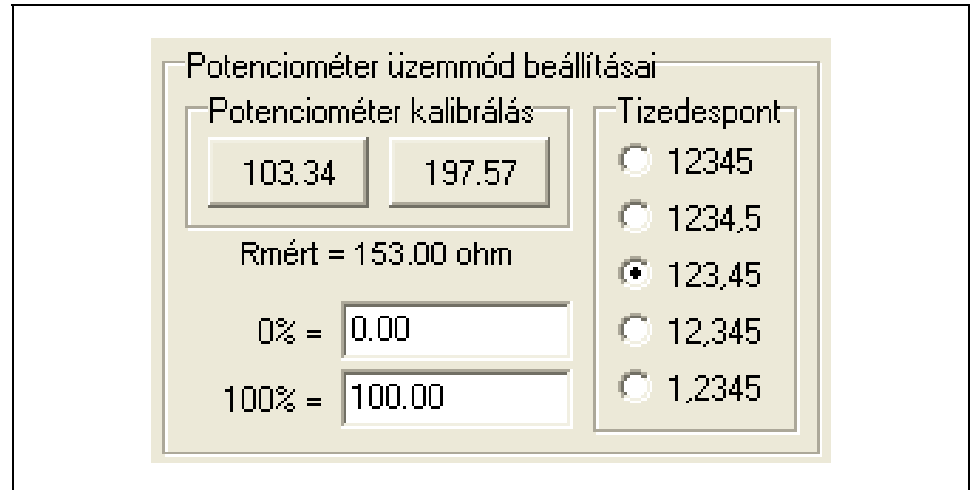 Potenciométer üzemmód beállításai
Potenciométer kalibrálás
103.34
197.57
Rmért = 153.00 ohm
0% = 0.00
100% = 100.00
Tizedespont
12345
1234,5
123,45
12,345
1,2345